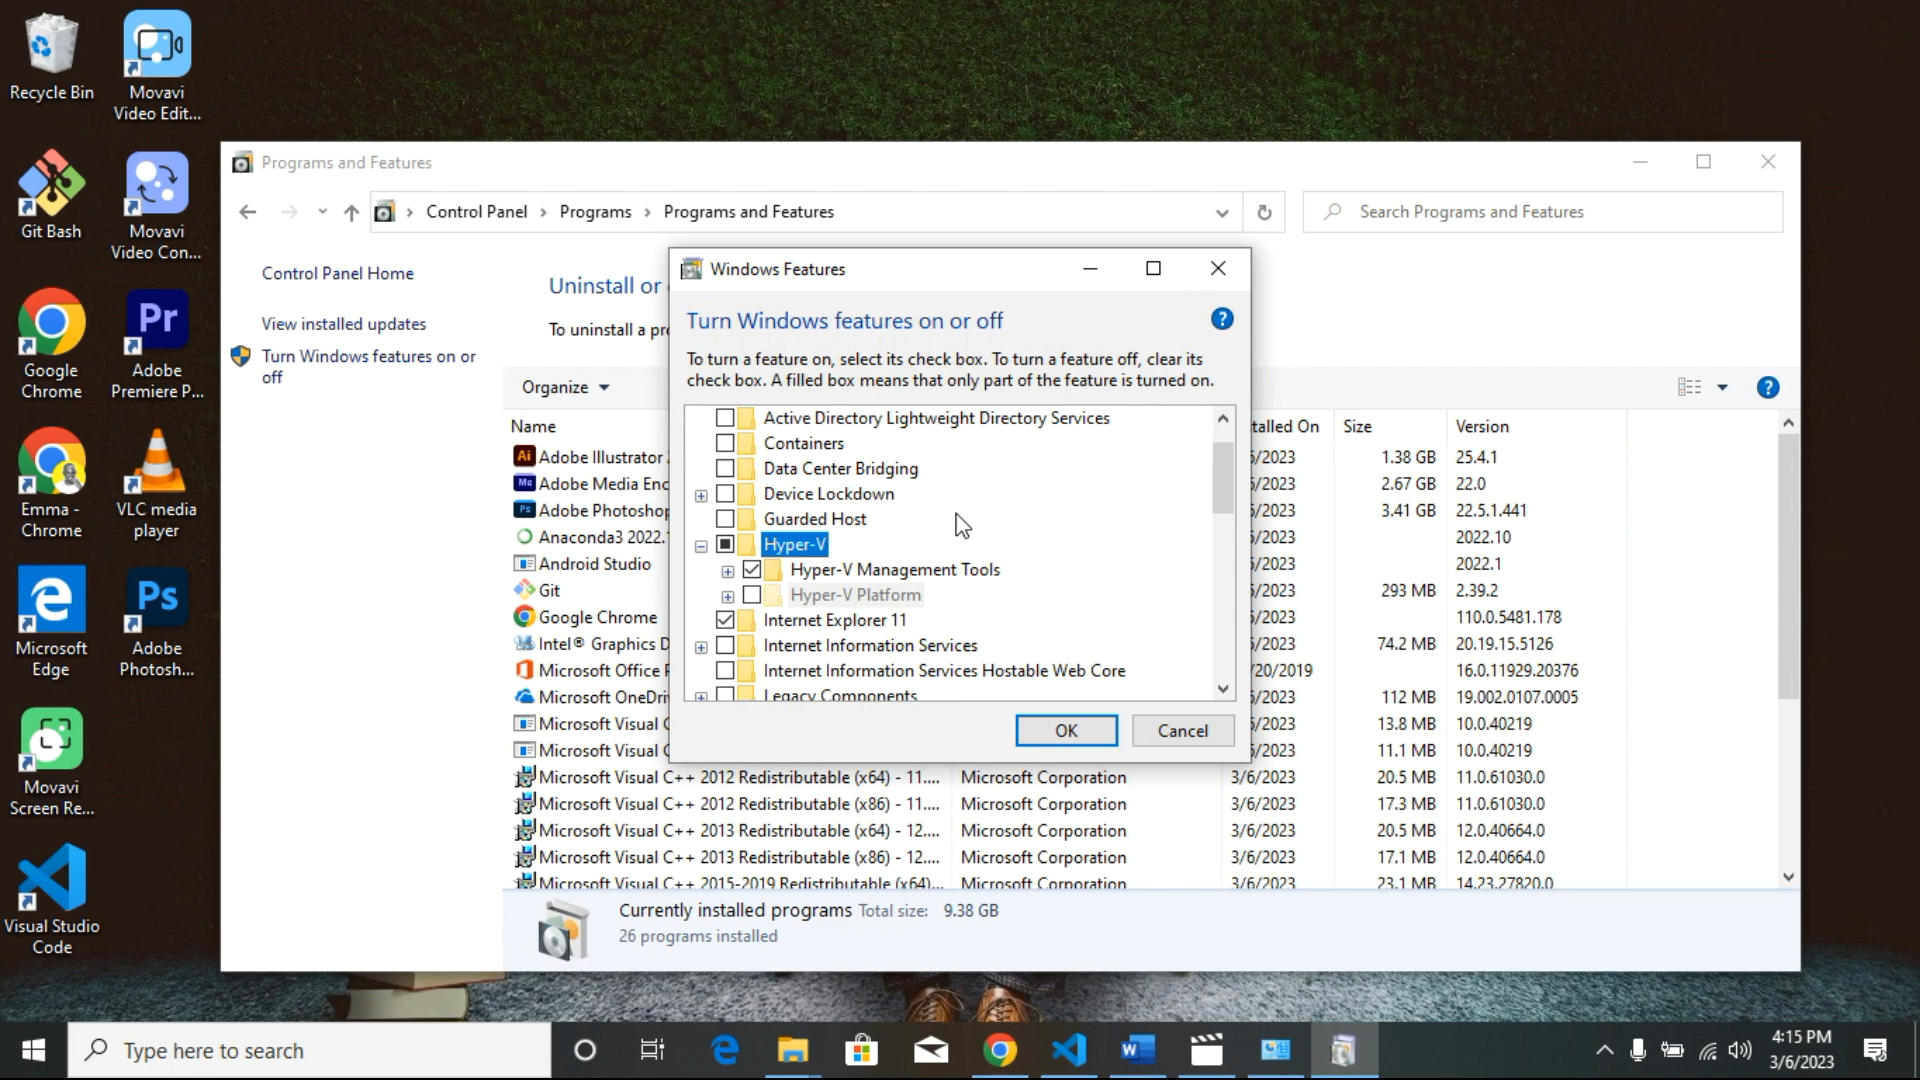 Recycle Bin
Movavi
Video Edit...
Git Bash
Movavi
Video Con...
Google
Chrome
Adobe
Premiere P...
Emma -
Chrome
VLC media
player
Microsoft
Edge
Adobe
Photosh...
Movavi
Screen Re...
Visual Studio
Code
Programs and Features
Control Panel
Programs
Programs and Features
Search Programs and Features
Control Panel Home
View installed updates
Turn Windows features on or
off
Uninstall or
To uninstall a
Organize
Name
talled On
Size
Version
Adobe Illustrator
5/2023
1.38 GB
25.4.1
Adobe Media Enc
5/2023
2.67 GB
22.0
Adobe Photoshop
5/2023
3.41 GB
22.5.1.441
Anaconda3 2022.
5/2023
2022.10
Android Studio
5/2023
2022.1
Git
5/2023
293 MB
2.39.2
Google Chrome
5/2023
110.0.5481.178
Intel® Graphics D
5/2023
74.2 MB
20.19.15.5126
Microsoft Office
/20/2019
16.0.11929.20376
Microsoft OneDri
5/2023
112 MB
19.002.0107.0005
Microsoft Visual C
5/2023
13.8 MB
10.0.40219
Microsoft Visual C
5/2023
11.1 MB
10.0.40219
Microsoft Visual C++ 2012 Redistributable (x64) - 11....
Microsoft Corporation
3/6/2023
20.5 MB
11.0.61030.0
Microsoft Visual C++ 2012 Redistributable (x86) - 11....
Microsoft Corporation
3/6/2023
17.3 MB
11.0.61030.0
Microsoft Visual C++ 2013 Redistributable (x64) - 12....
Microsoft Corporation
3/6/2023
20.5 MB
12.0.40664.0
Microsoft Visual C++ 2013 Redistributable (x86) - 12....
Microsoft Corporation
3/6/2023
17.1 MB
12.0.40664.0
Microsoft Visual C++ 2015-2019 Redistributable (x64)...
Microsoft Corporation
3/6/2023
23.1 MB
14.23.27820.0
Currently installed programs Total size: 9.38 GB
26 programs installed
Windows Features
Turn Windows features on or off
To turn a feature on, select its check box. To turn a feature off, clear its
check box. A filled box means that only part of the feature is turned on.
Active Directory Lightweight Directory Services
Containers
Data Center Bridging
Device Lockdown
Guarded Host
Hyper-V
Hyper-V Management Tools
Hyper-V Platform
Internet Explorer 11
Internet Information Services
Internet Information Services Hostable Web Core
Legacy Components
OK
Cancel
Type here to search
4:15 PM
3/6/2023